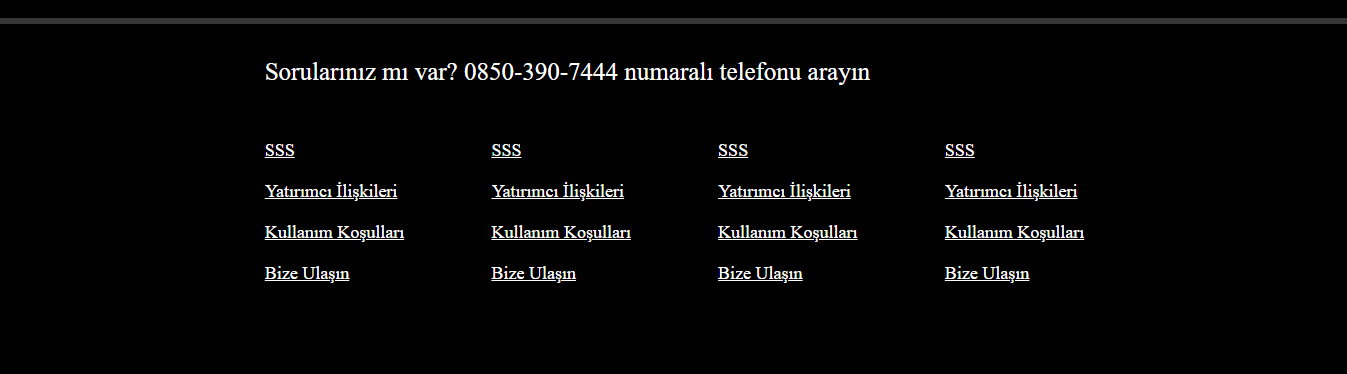 Sorularınız mı var? 0850-390-7444 numaralı telefonu arayın
SSS SSS SSS SSS
Yatırımcı İlişkileri Yatırımcı İlişkileri Yatırımcı İlişkileri Yatırımcı İlişkileri
Kullanım Koşulları Kullanım Koşulları Kullanım Koşulları Kullanım Koşulları
Bize Ulaşın Bize Ulaşın Bize Ulaşın Bize Ulaşın